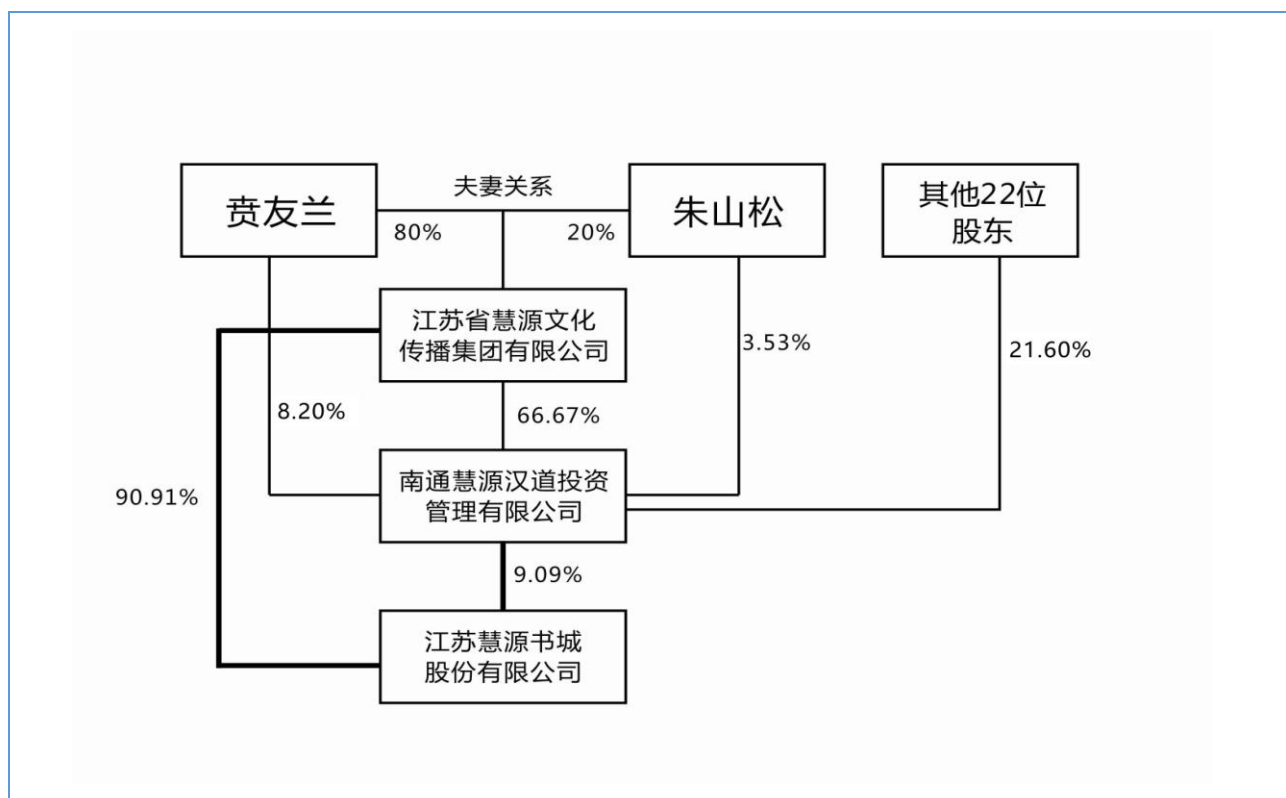 夫妻关系
贲友兰
朱山松
其他22位
股东
80%
20%
江苏省慧源文化
传播集团有限公司
3.53%
21.60%
8.20%
66.67%
南通慧源汉道投资
管理有限公司
90.91%
9.09%
江苏慧源书城
股份有限公司